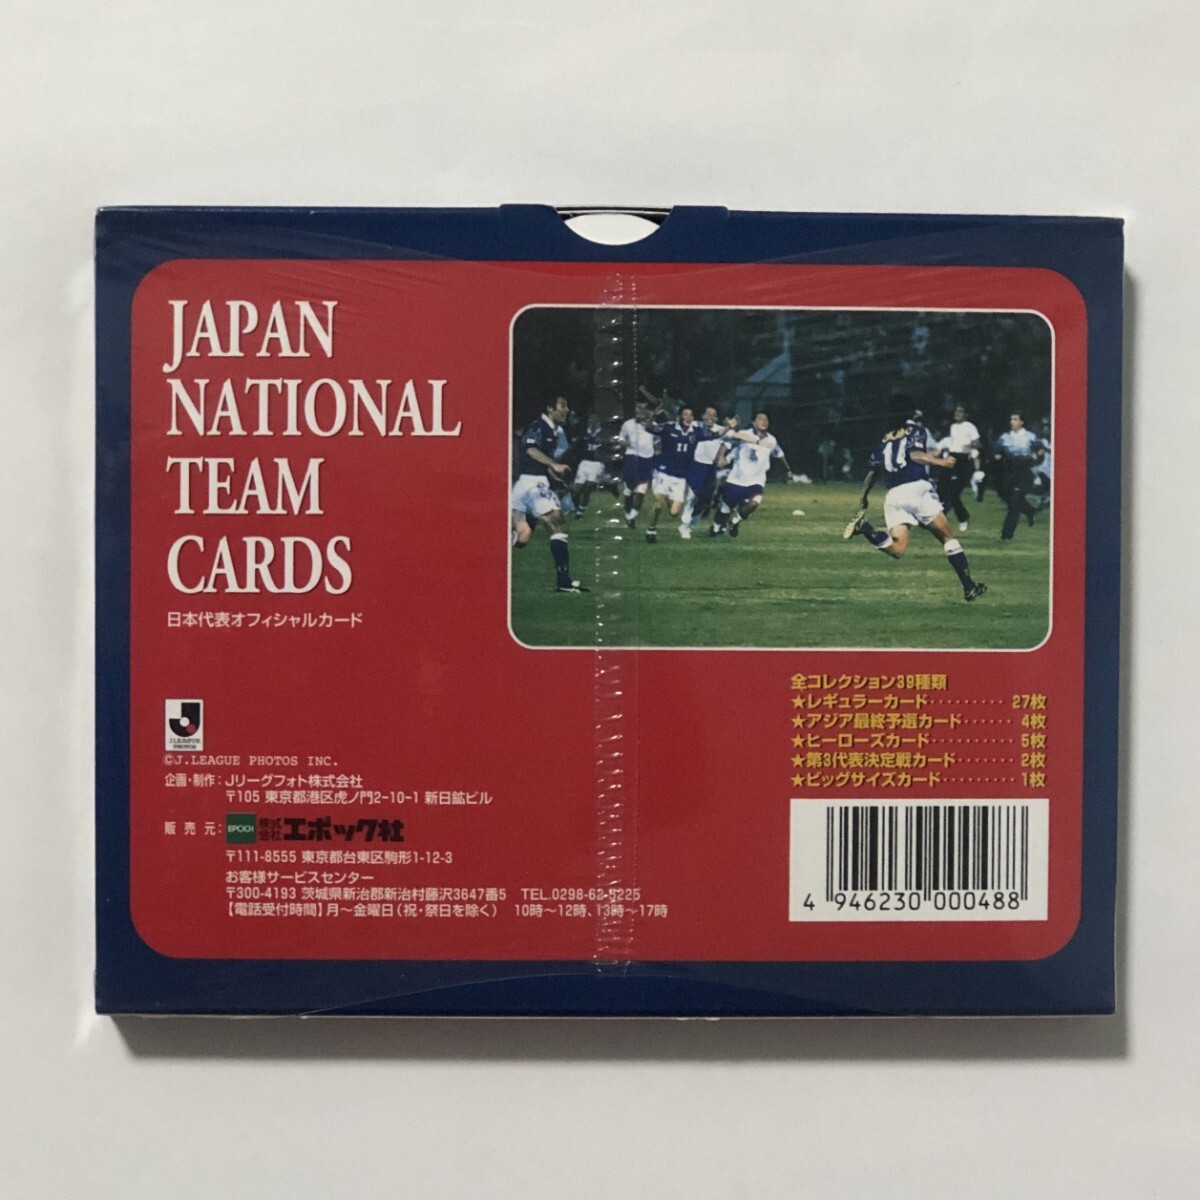 JAPAN
NATIONAL
TEAM
CARDS
日本代表オフィシャルカード
11
14
全コレクション39種類
★レギュラーカード・・・・・・・・・ 27枚
★アジア最終予選カード・・・・・・ 4枚
★ヒーローズカード・・・・・・・・・・ 5枚
★第3代表決定戦カード・・・・・・ 2枚
★ビッグサイズカード・・・・・・・・・ 1枚
J.LEAGUE
PHOTOS
©J.LEAGUE PHOTOS INC.
企画・制作：Jリーグフォト株式会社
〒105 東京都港区虎ノ門2-10-1 新日鉱ビル
販 売 元： EPOCH 株式会社エポック社
〒111-8555 東京都台東区駒形1-12-3
お客様サービスセンター
〒300-4193 茨城県新治郡新治村藤沢3647番5 TEL.0298-62-5225
【電話受付時間】月〜金曜日（祝・祭日を除く） 10時〜12時、13時〜17時
4 946230 000488